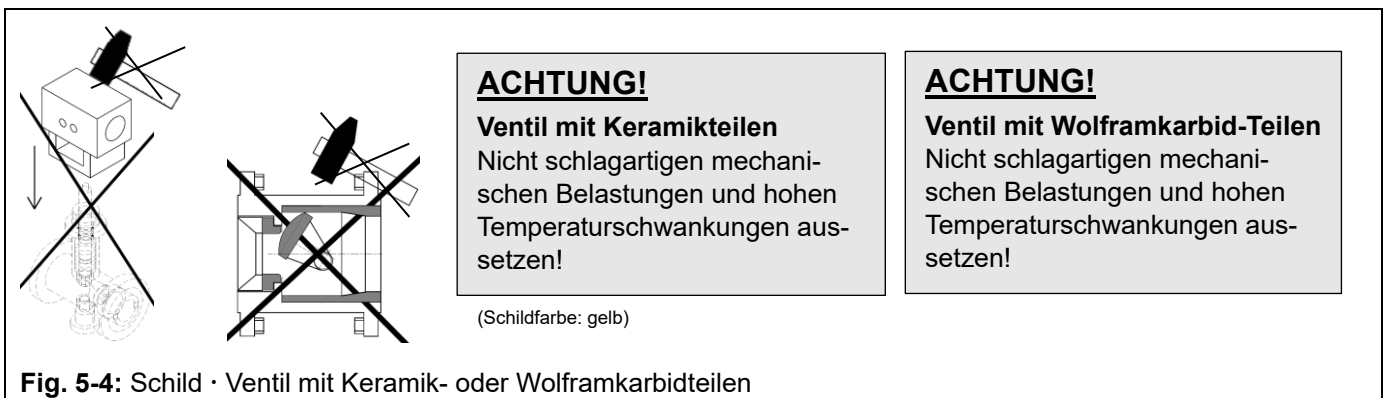 ACHTUNG!
Ventil mit Keramikteilen
Nicht schlagartigen mechani-
schen Belastungen und hohen
Temperaturschwankungen aus-
setzen!
(Schildfarbe: gelb)
ACHTUNG!
Ventil mit Wolframkarbid-Teilen
Nicht schlagartigen mechani-
schen Belastungen und hohen
Temperaturschwankungen aus-
setzen!
Fig. 5-4: Schild · Ventil mit Keramik- oder Wolframkarbidteilen